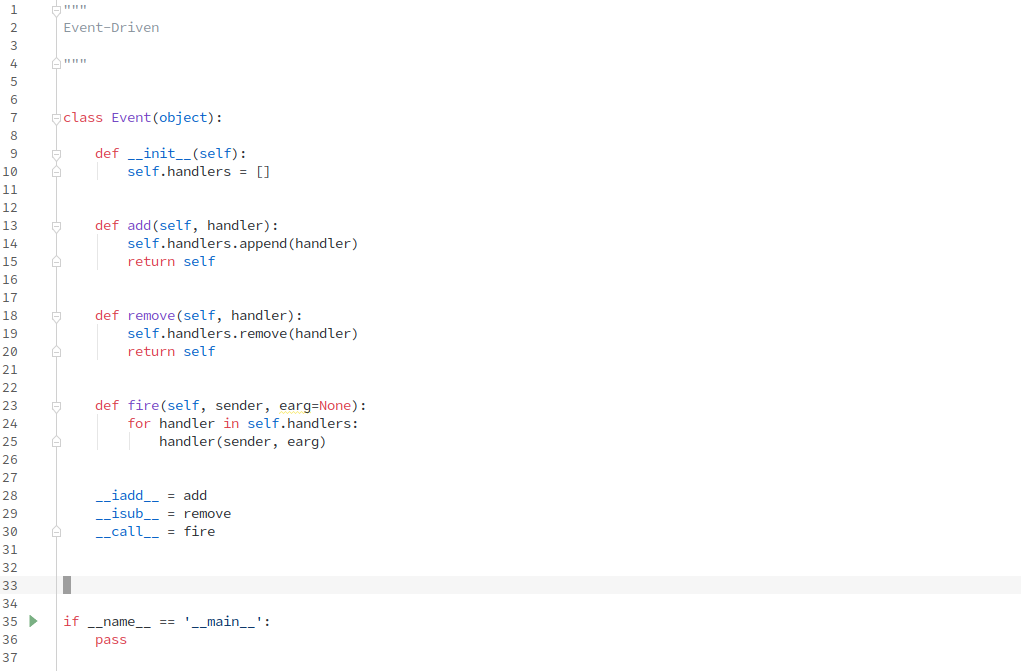 1 """
2 Event-Driven
3
4 """
5
6
7 class Event(object):
8
9     def __init__(self):
10         self.handlers = []
11
12
13     def add(self, handler):
14         self.handlers.append(handler)
15         return self
16
17
18     def remove(self, handler):
19         self.handlers.remove(handler)
20         return self
21
22
23     def fire(self, sender, earg=None):
24         for handler in self.handlers:
25             handler(sender, earg)
26
27
28     __iadd__ = add
29     __isub__ = remove
30     __call__ = fire
31
32
33
34
35 if __name__ == '__main__':
36     pass
37